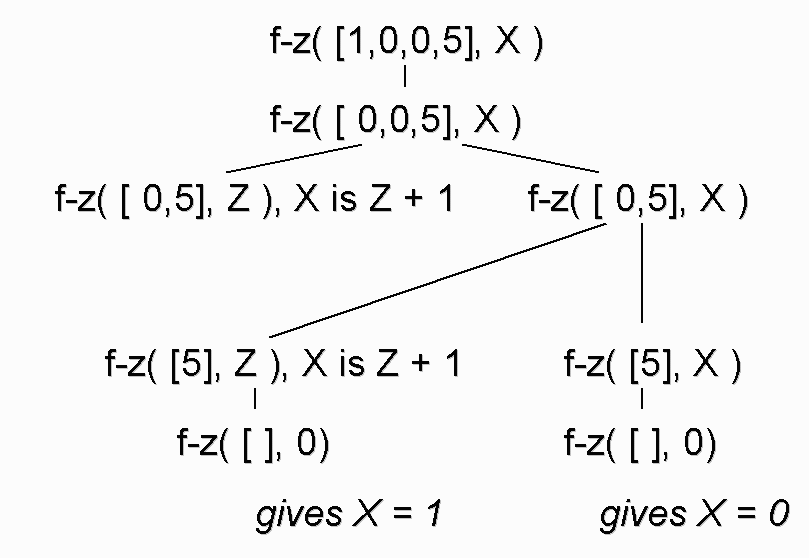 f-z( [1,0,0,5], X )
f-z( [ 0,0,5], X )
f-z( [ 0,5], Z ), X is Z + 1
f-z( [ 0,5], X )
f-z( [5], Z ), X is Z + 1
f-z( [5], X )
f-z( [ ], 0)
f-z( [ ], 0)
gives X = 1
gives X = 0